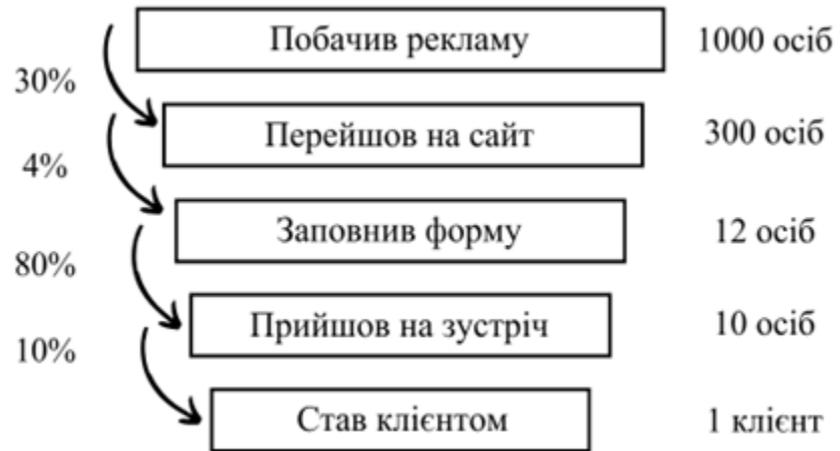 Побачив рекламу 1000 осіб
30%
Перейшов на сайт 300 осіб
4%
Заповнив форму 12 осіб
80%
Прийшов на зустріч 10 осіб
10%
Став клієнтом 1 клієнт